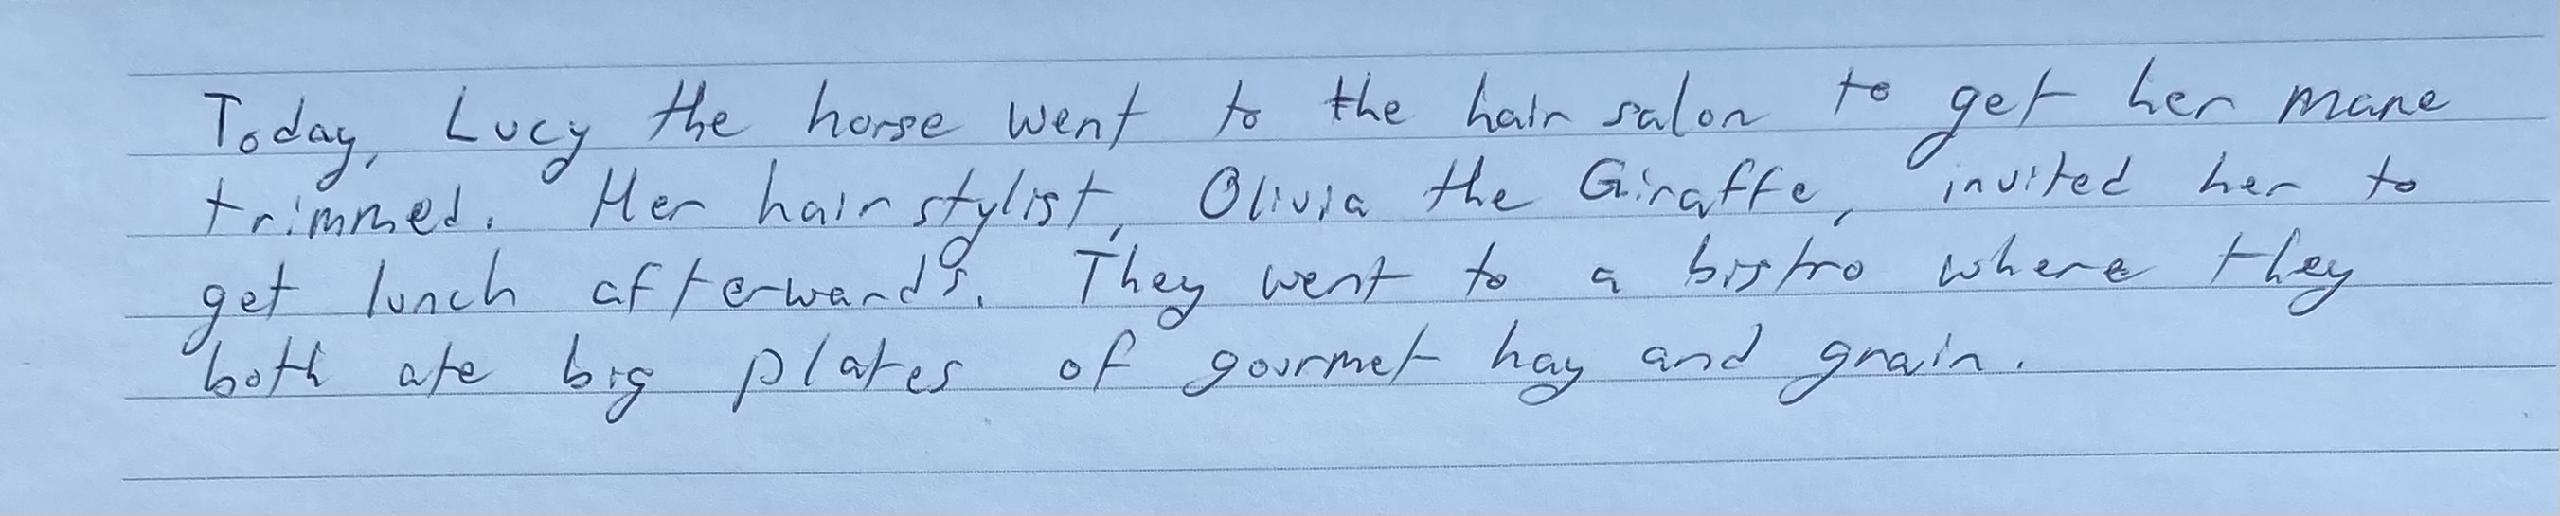 Today, Lucy the horse went to the hair salon to get her mane
trimmed. Her hair stylist, Olivia the Giraffe, invited her to
get lunch afterwards. They went to a bistro where they
both ate big plates of gourmet hay and grain.